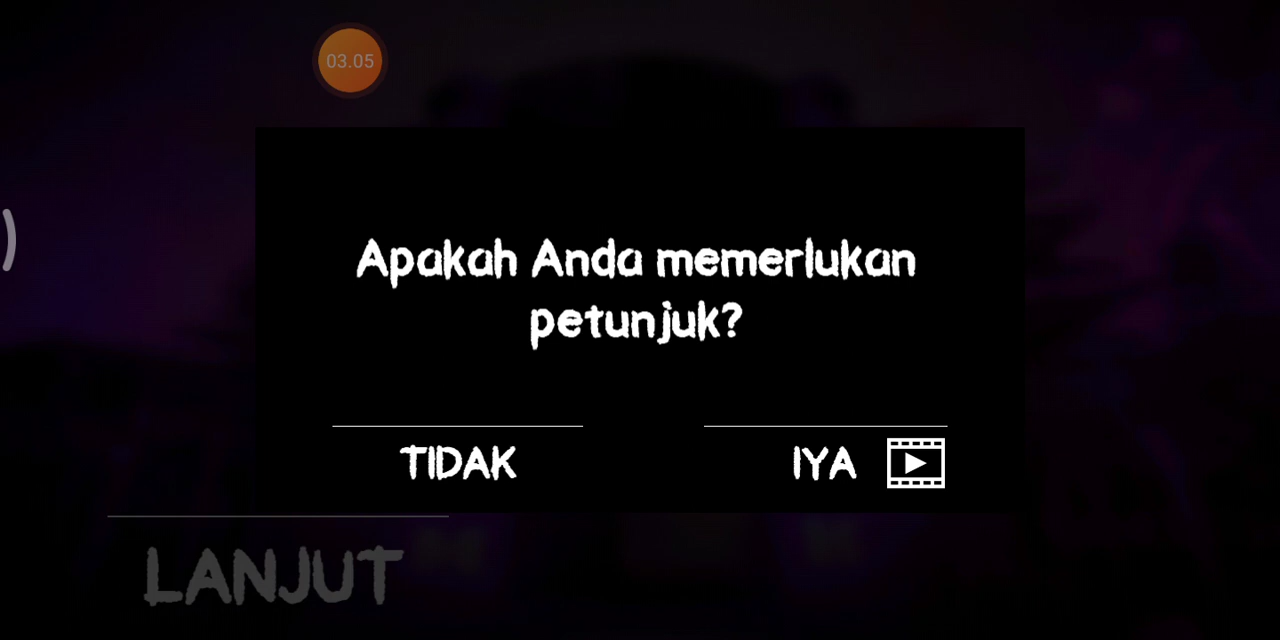 03.05
Apakah Anda memerlukan
petunjuk?
TIDAK
IYA
LANJUT